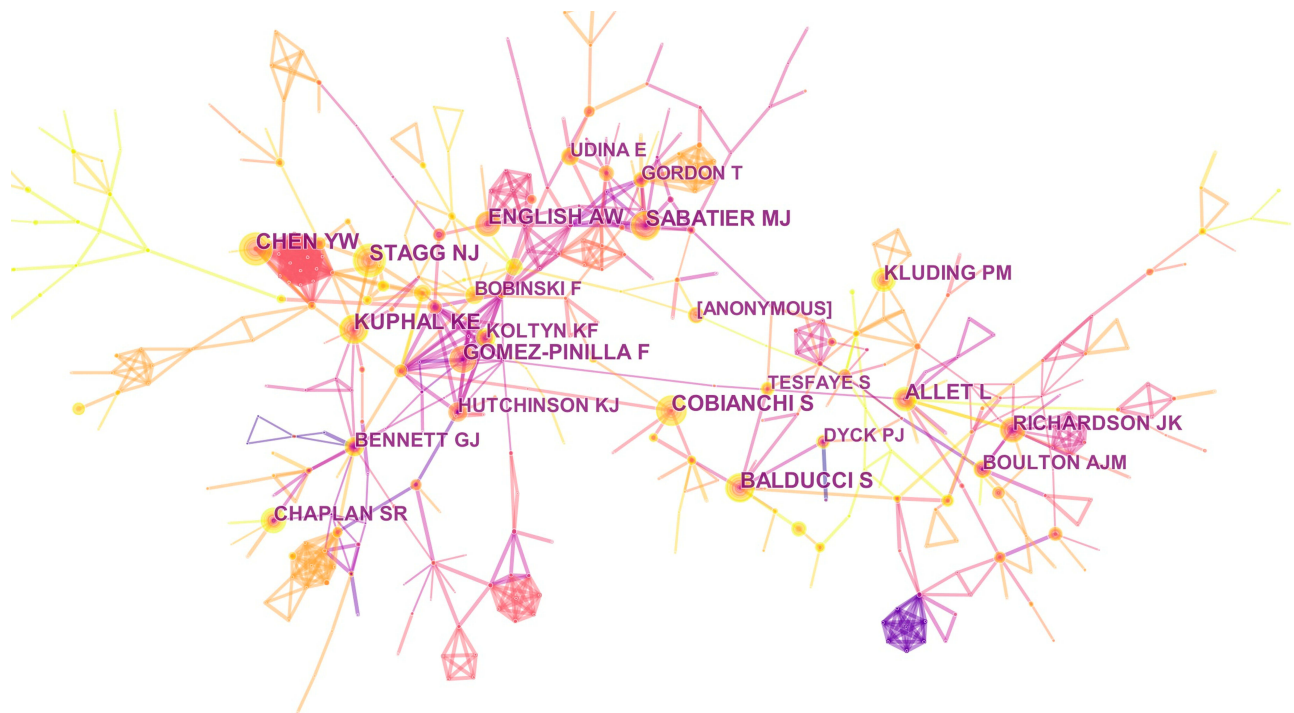 UDINA E
GORDON T
ENGLISH AW
SABATIER MJ
CHEN YW
STAGG NJ
KLUDING PM
BOBINSKI F
[ANONYMOUS]
KUPHAL KE
KOLTYN KF
GOMEZ-PINILLA F
TESFAYE S
ALLET L
HUTCHINSON KJ
COBIANCHI S
RICHARDSON JK
DYCK PJ
BENNETT GJ
BOULTON AJM
BALDUCCI S
CHAPLAN SR